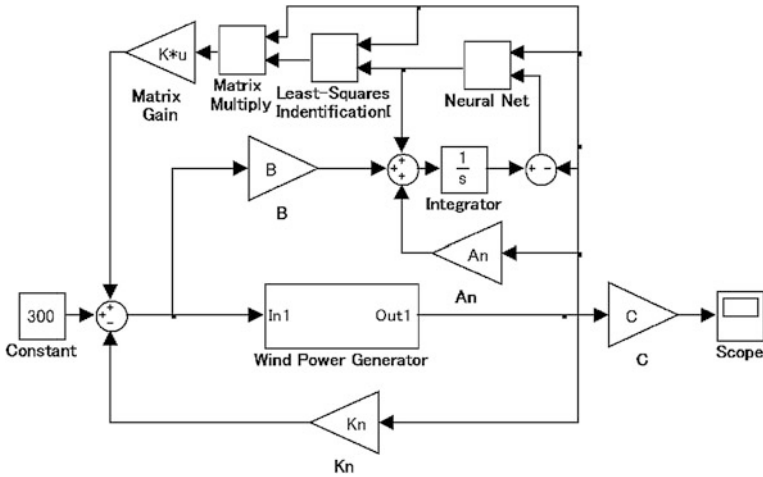 K*u
Matrix
Gain
Matrix
Multiply
Least-Squares
Indentification[
Neural Net
B
B
+
+
+
1
s
Integrator
+ -
An
An
300
Constant
+
+
-
In1
Out1
Wind Power Generator
C
C
Scope
Kn
Kn